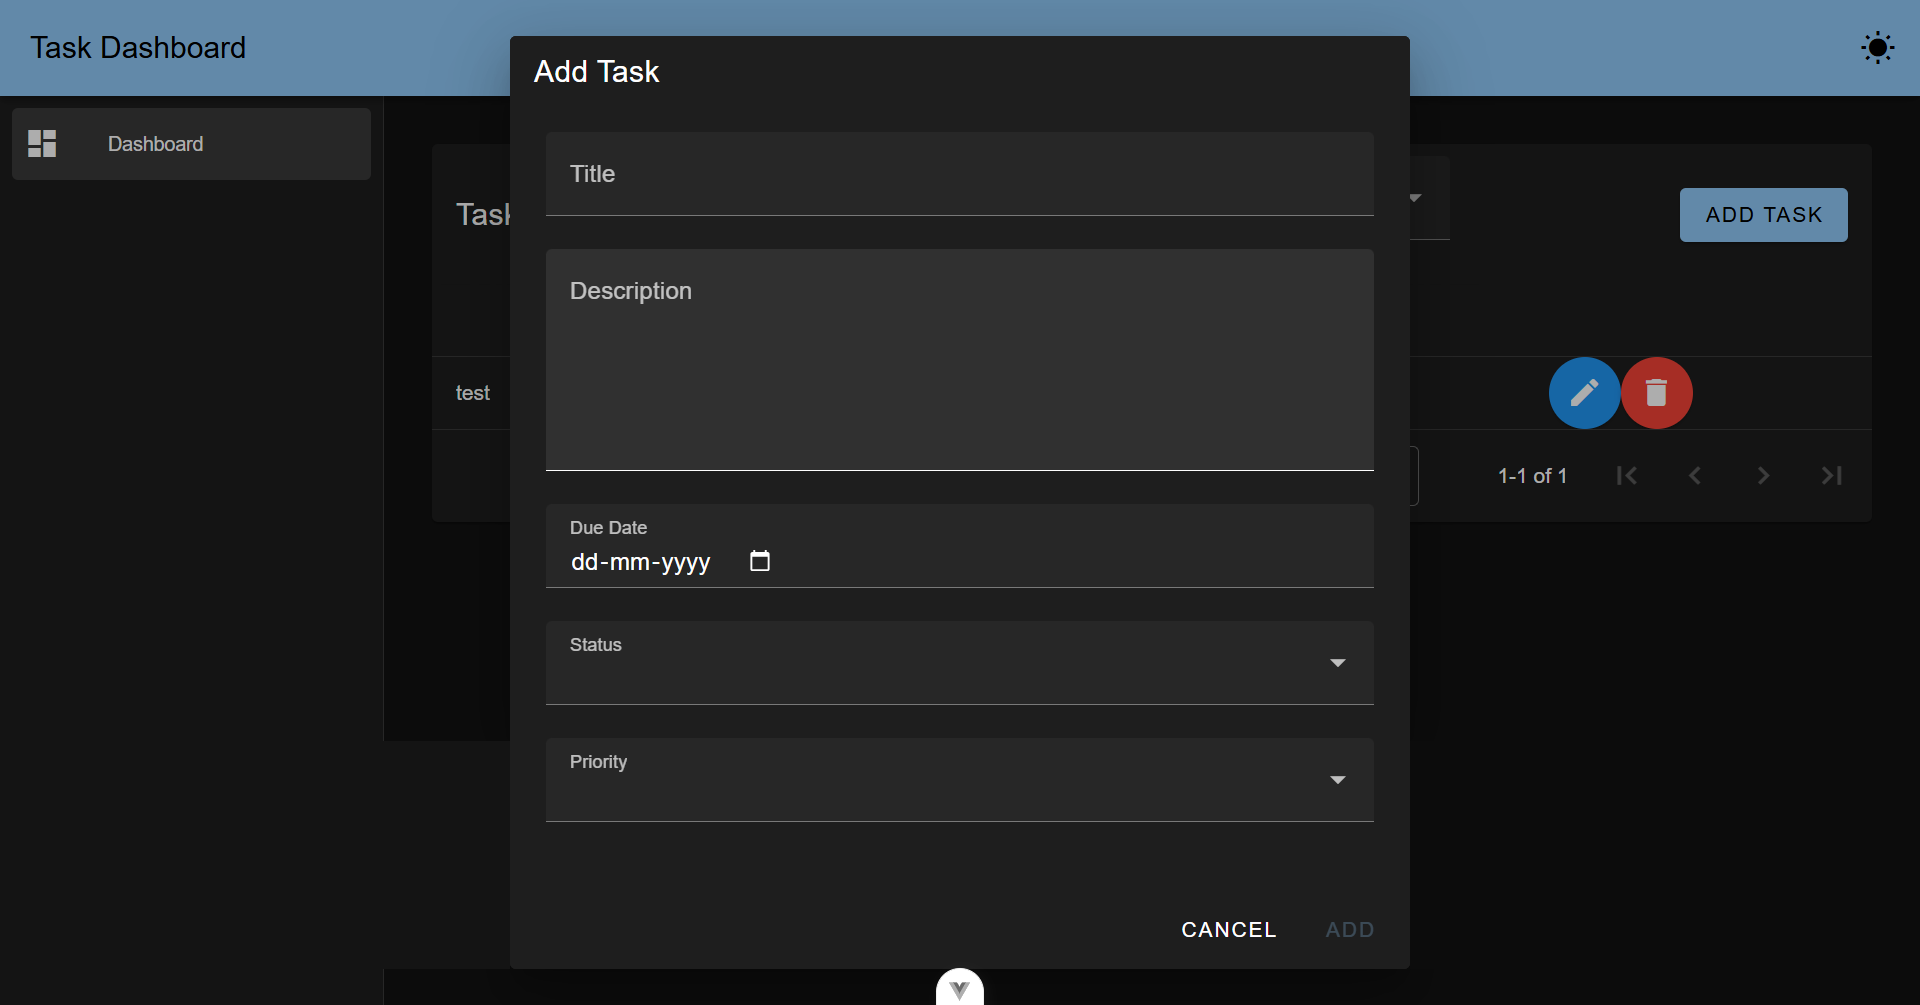 Task Dashboard
Dashboard
Add Task
Title
Description
Due Date
dd-mm-yyyy
Status
Priority
CANCEL
ADD
ADD TASK
test
1-1 of 1